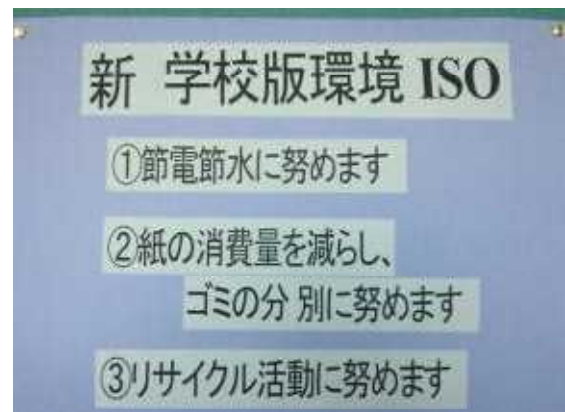 新 学校版環境 ISO
①節電節水に努めます
②紙の消費量を減らし、
ゴミの分 別に努めます
③リサイクル活動に努めます